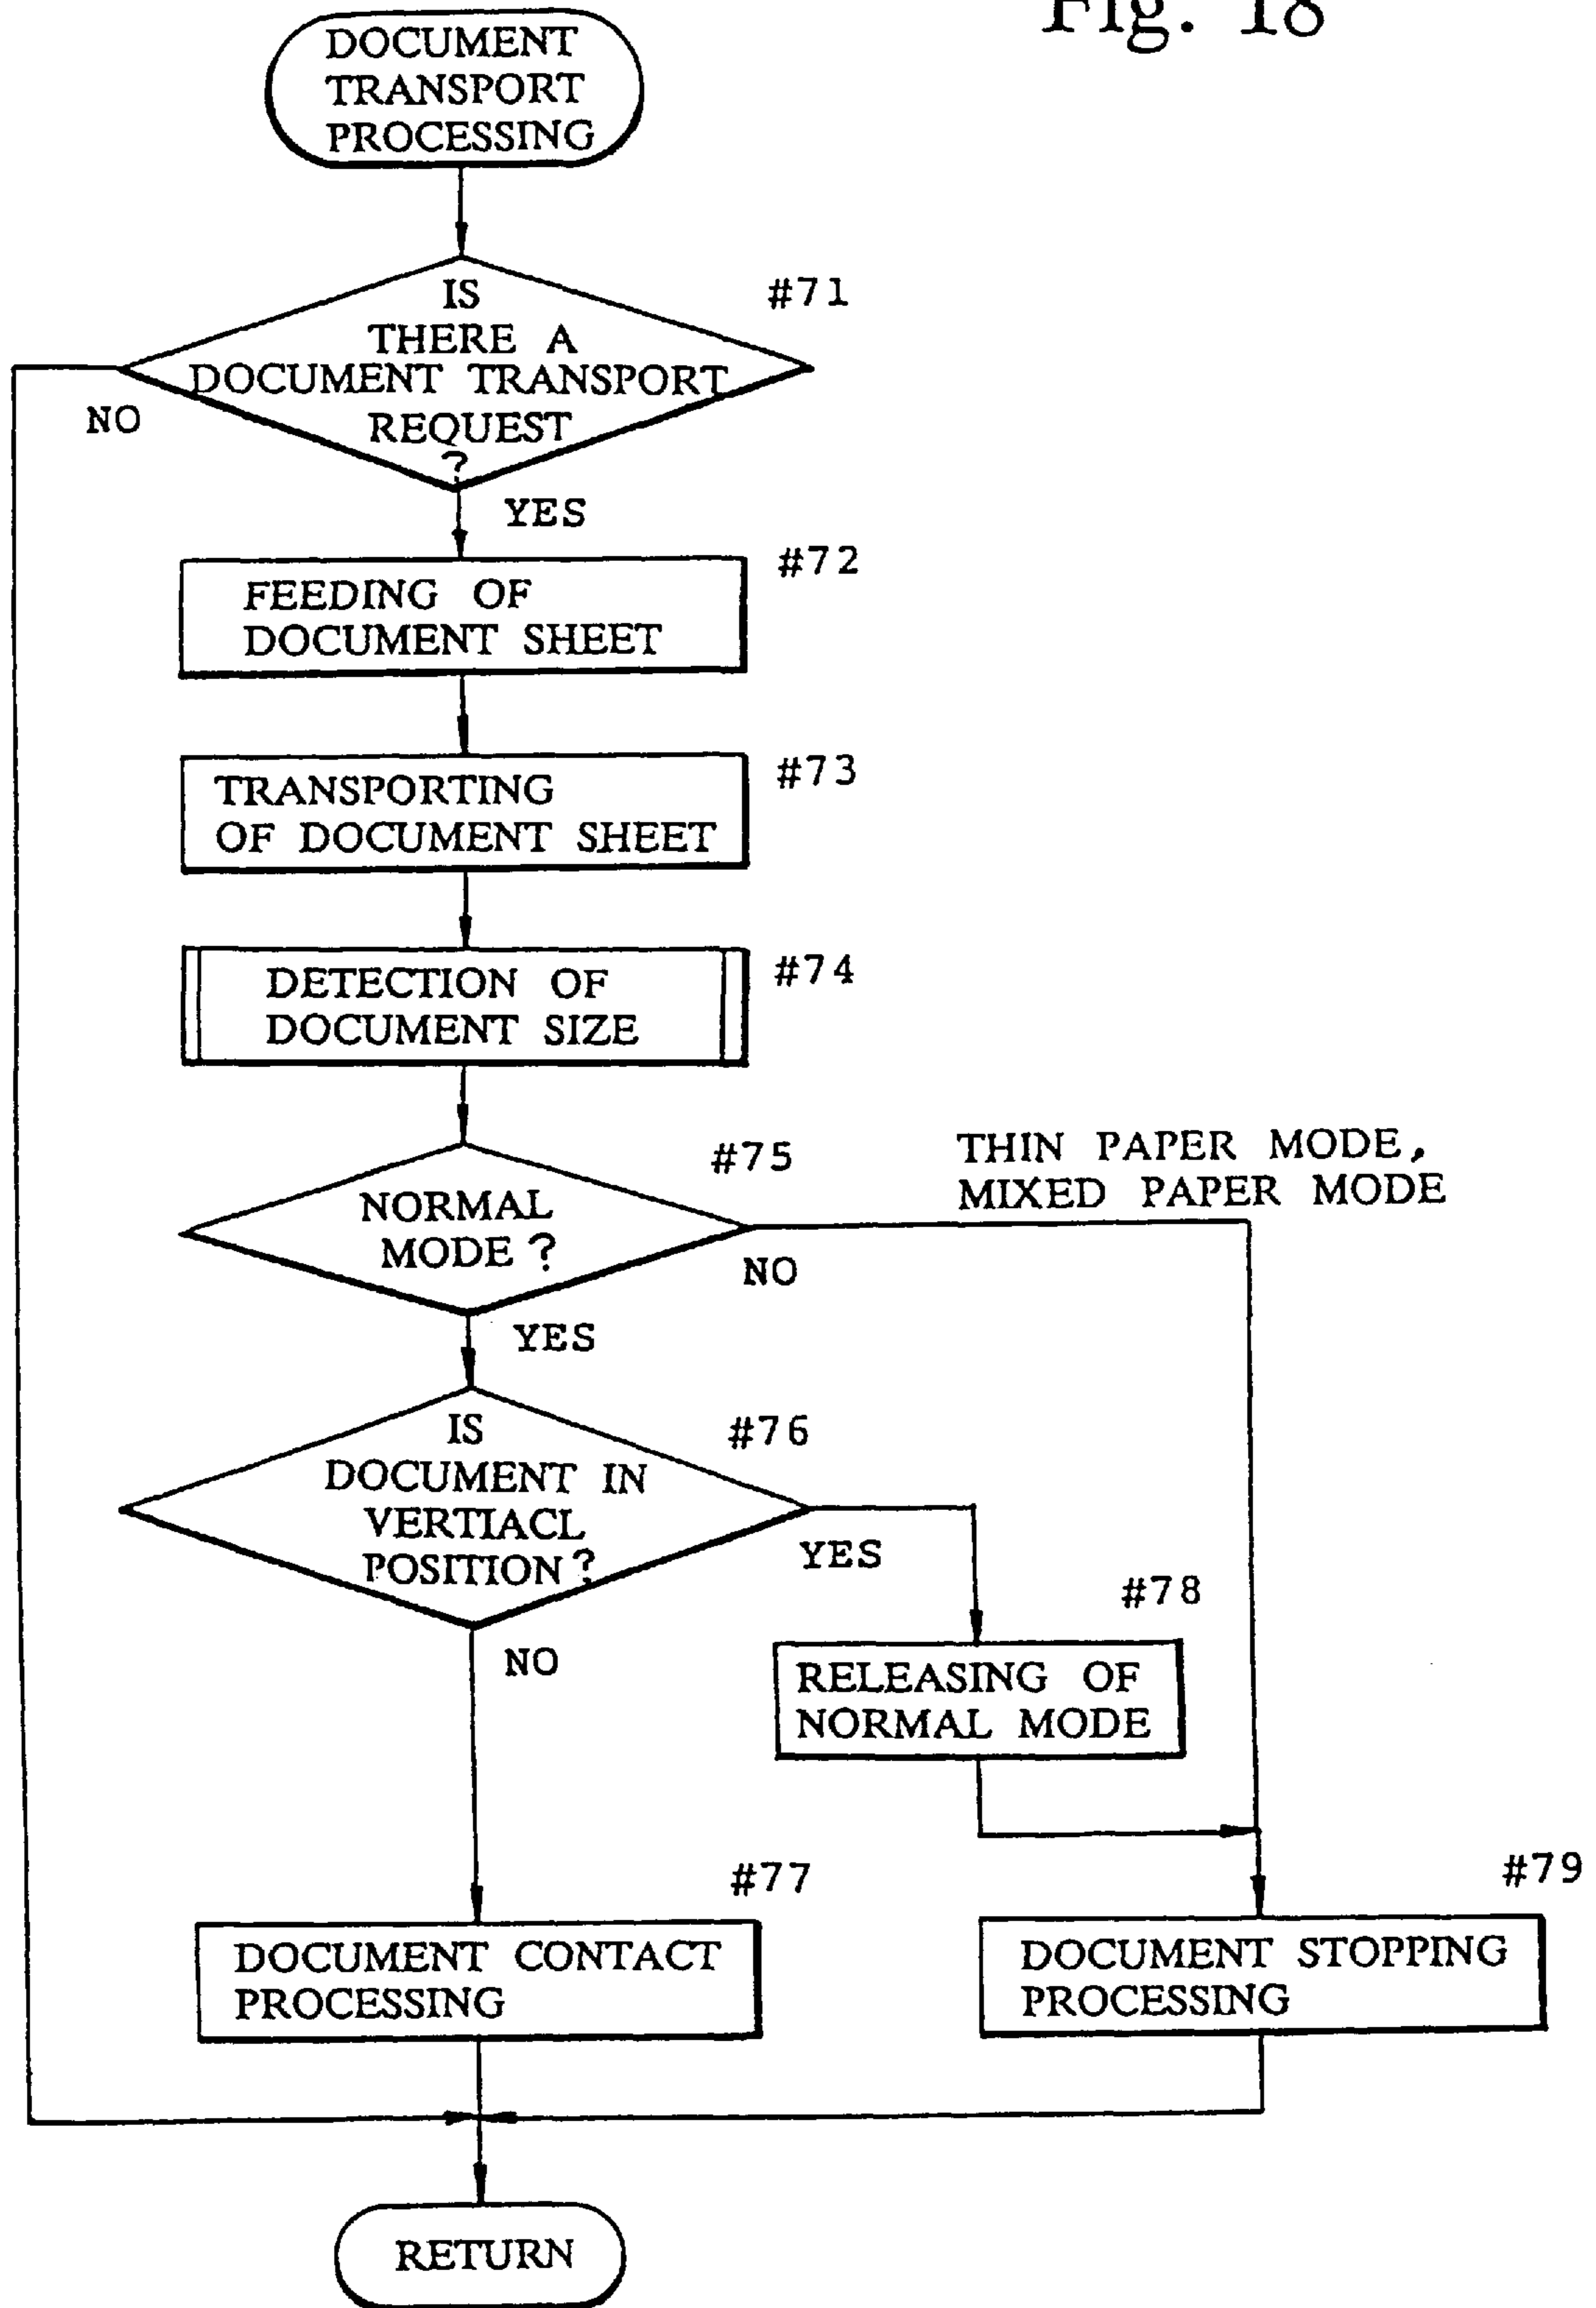 Fig. 18
DOCUMENT
TRANSPORT
PROCESSING
#71
IS
THERE A
DOCUMENT TRANSPORT
REQUEST
?
NO
YES
#72
FEEDING OF
DOCUMENT SHEET
#73
TRANSPORTING
OF DOCUMENT SHEET
#74
DETECTION OF
DOCUMENT SIZE
#75
NORMAL
MODE ?
THIN PAPER MODE,
MIXED PAPER MODE
NO
YES
#76
IS
DOCUMENT IN
VERTIACL
POSITION ?
YES
NO
#78
RELEASING OF
NORMAL MODE
#77
DOCUMENT CONTACT
PROCESSING
#79
DOCUMENT STOPPING
PROCESSING
RETURN